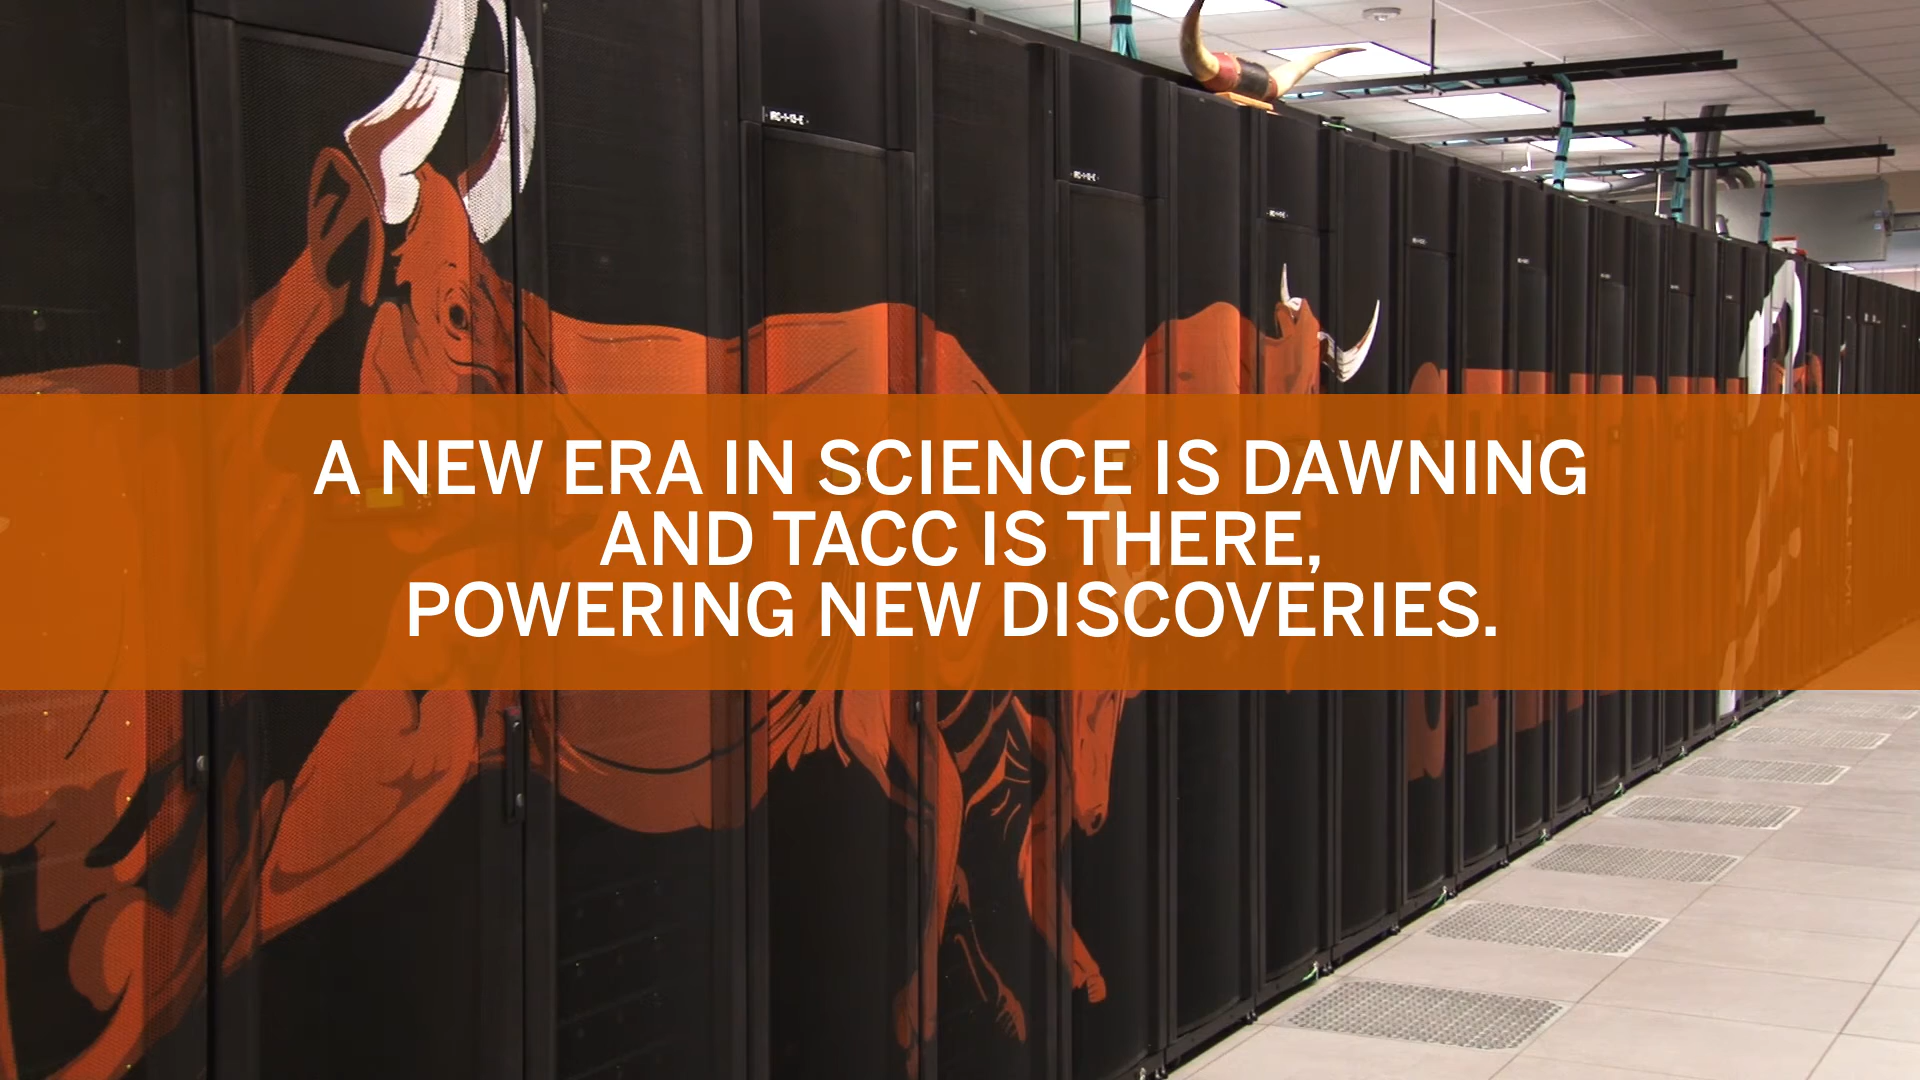 A NEW ERA IN SCIENCE IS DAWNING
AND TACC IS THERE,
POWERING NEW DISCOVERIES.